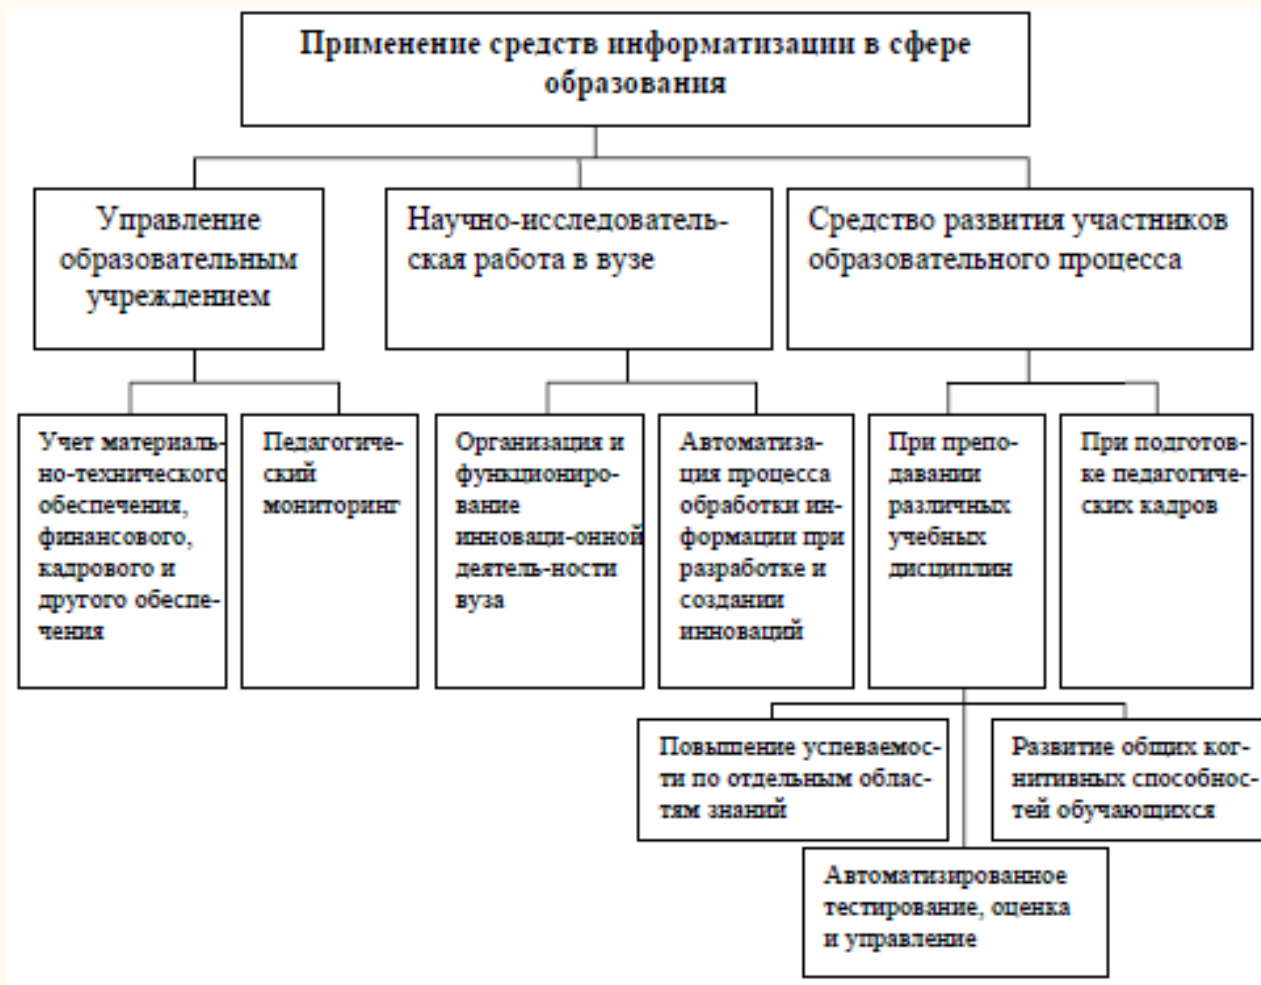 Применение средств информатизации в сфере
образования
Управление
образовательным
учреждением
Научно-исследователь-
ская работа в вузе
Средство развития участников
образовательного процесса
Учет материаль-
но-технического
обеспечения,
финансового,
кадрового и
другого обеспе-
чения
Педагогиче-
ский
мониторинг
Организация и
функциониро-
вание
инноваци-онной
деятель-ности
вуза
Автоматиза-
ция процесса
обработки ин-
формации при
разработке и
создании
инноваций
При препо-
давании
различных
учебных
дисциплин
При подготов-
ке педагогиче-
ских кадров
Повышение успеваемос-
ти по отдельным облас-
тям знаний
Развитие общих ког-
нитивных способнос-
тей обучающихся
Автоматизированное
тестирование, оценка
и управление